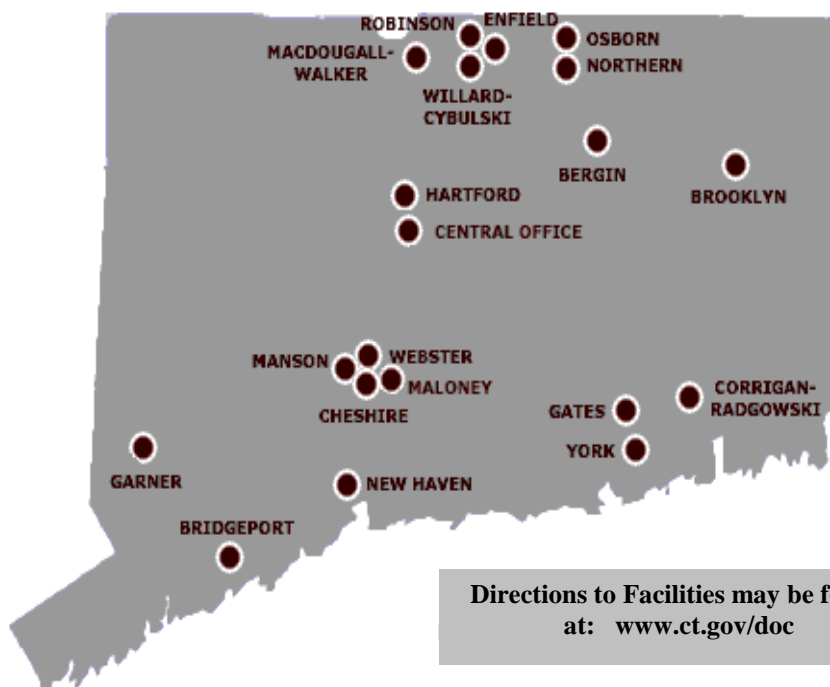 ROBINSON
ENFIELD
OSBORN
MACDOUGALL-
WALKER
NORTHERN
WILLARD-
CYBULSKI
BERGIN
BROOKLYN
HARTFORD
CENTRAL OFFICE
MANSON
WEBSTER
MALONEY
CHESHIRE
CORRIGAN-
RADGOWSKI
GATES
YORK
GARNER
NEW HAVEN
BRIDGEPORT
Directions to Facilities may be
at: www.ct.gov/doc